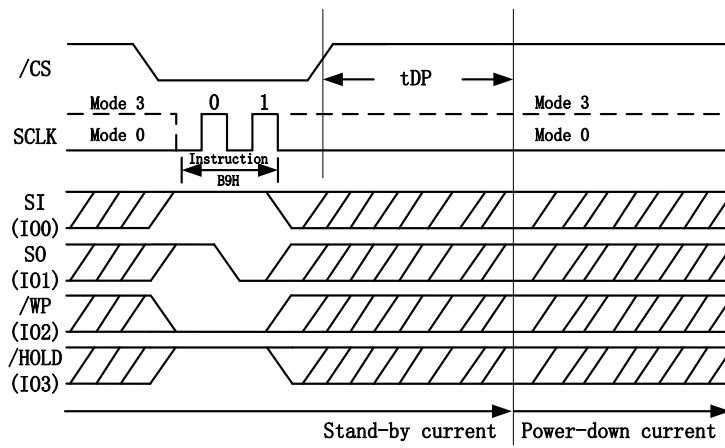 /CS
tDP
Mode 3
0
1
Mode 3
SCLK
Mode 0
Mode 0
Instruction
B9H
SI
(IO0)
SO
(IO1)
/WP
(IO2)
/HOLD
(IO3)
Stand-by current
Power-down current